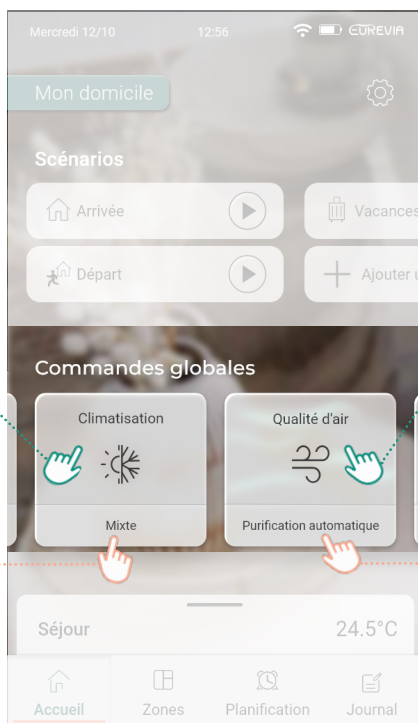 Mercredi 12/10 12:56 EUREVIA
Mon domicile
Scénarios
Arrivée Vacances
Départ Ajouter u
Commandes globales
Climatisation Qualité d'air
Mixte Purification automatique
Séjour 24.5°C
Accueil Zones Planification Journal